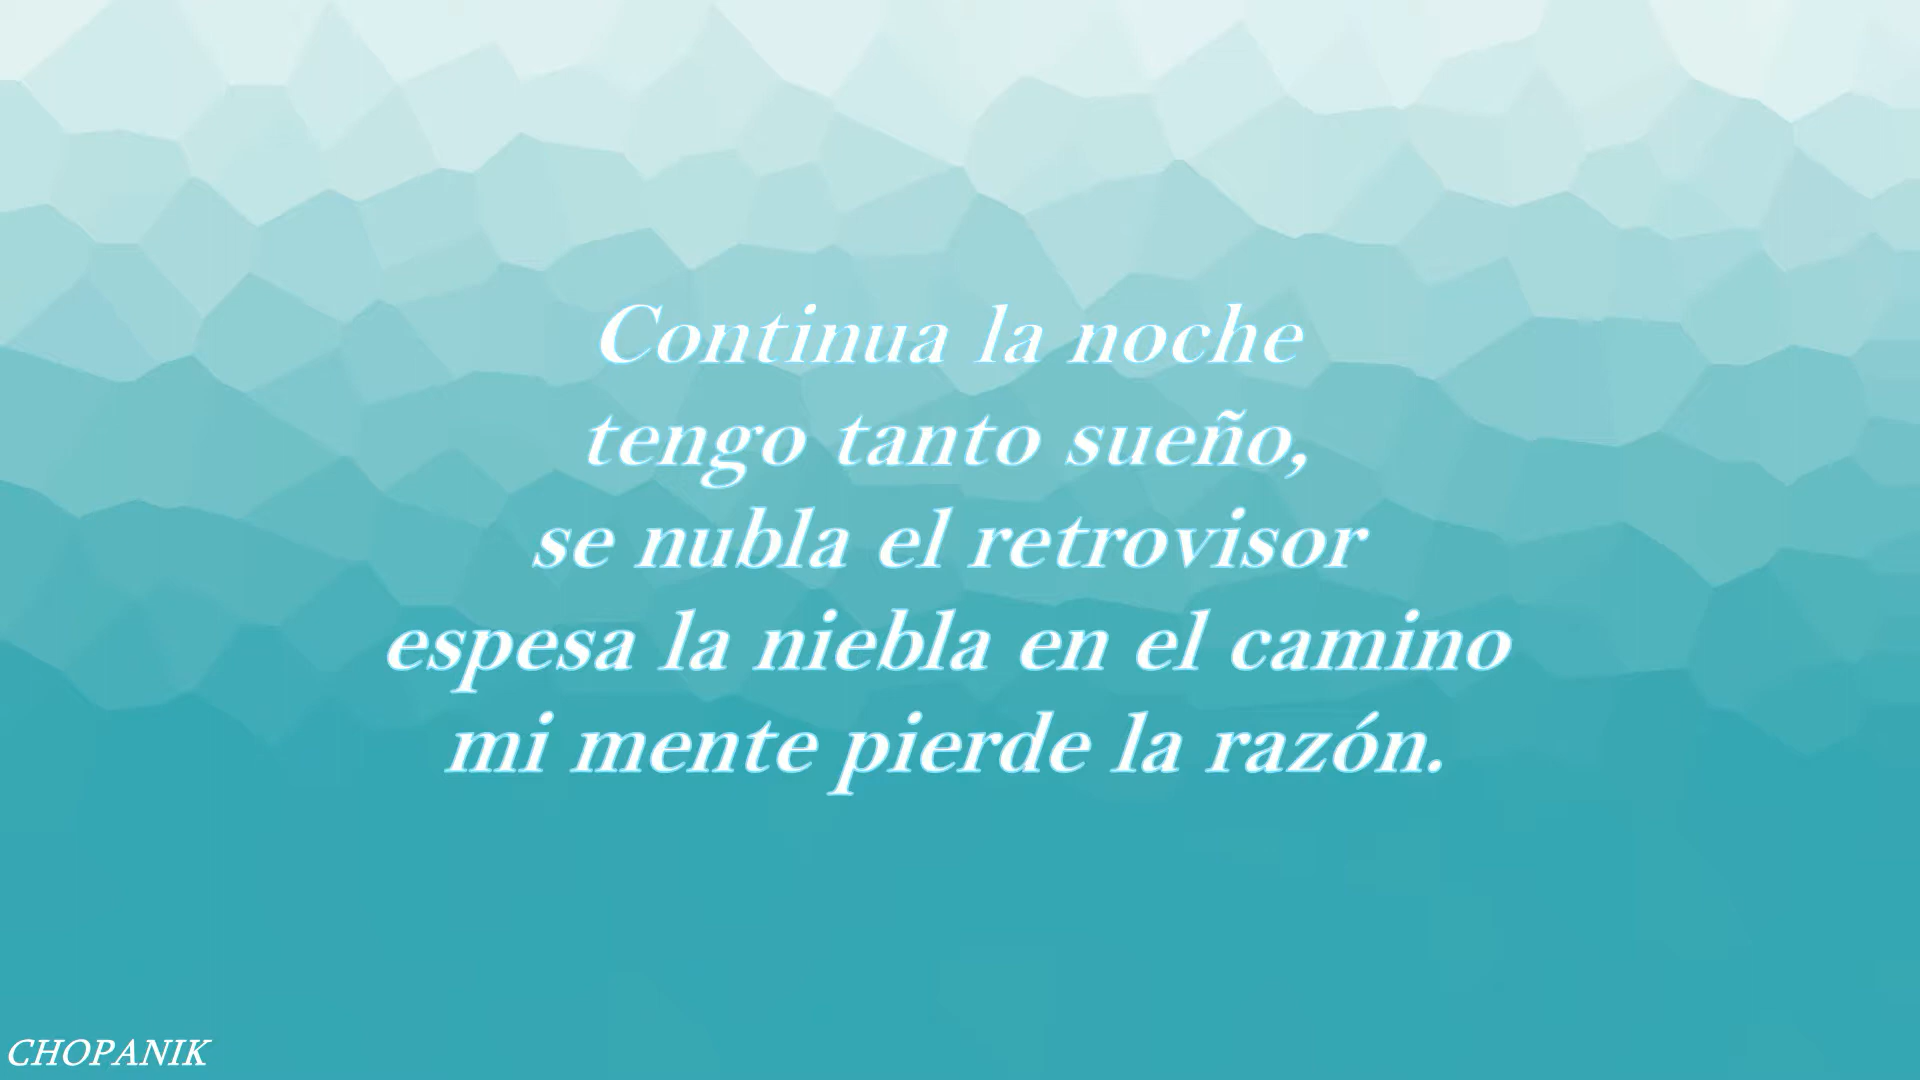 Continua la noche
tengo tanto sueño,
se nubla el retrovisor
espesa la niebla en el camino
mi mente pierde la razón.
CHOPANIK